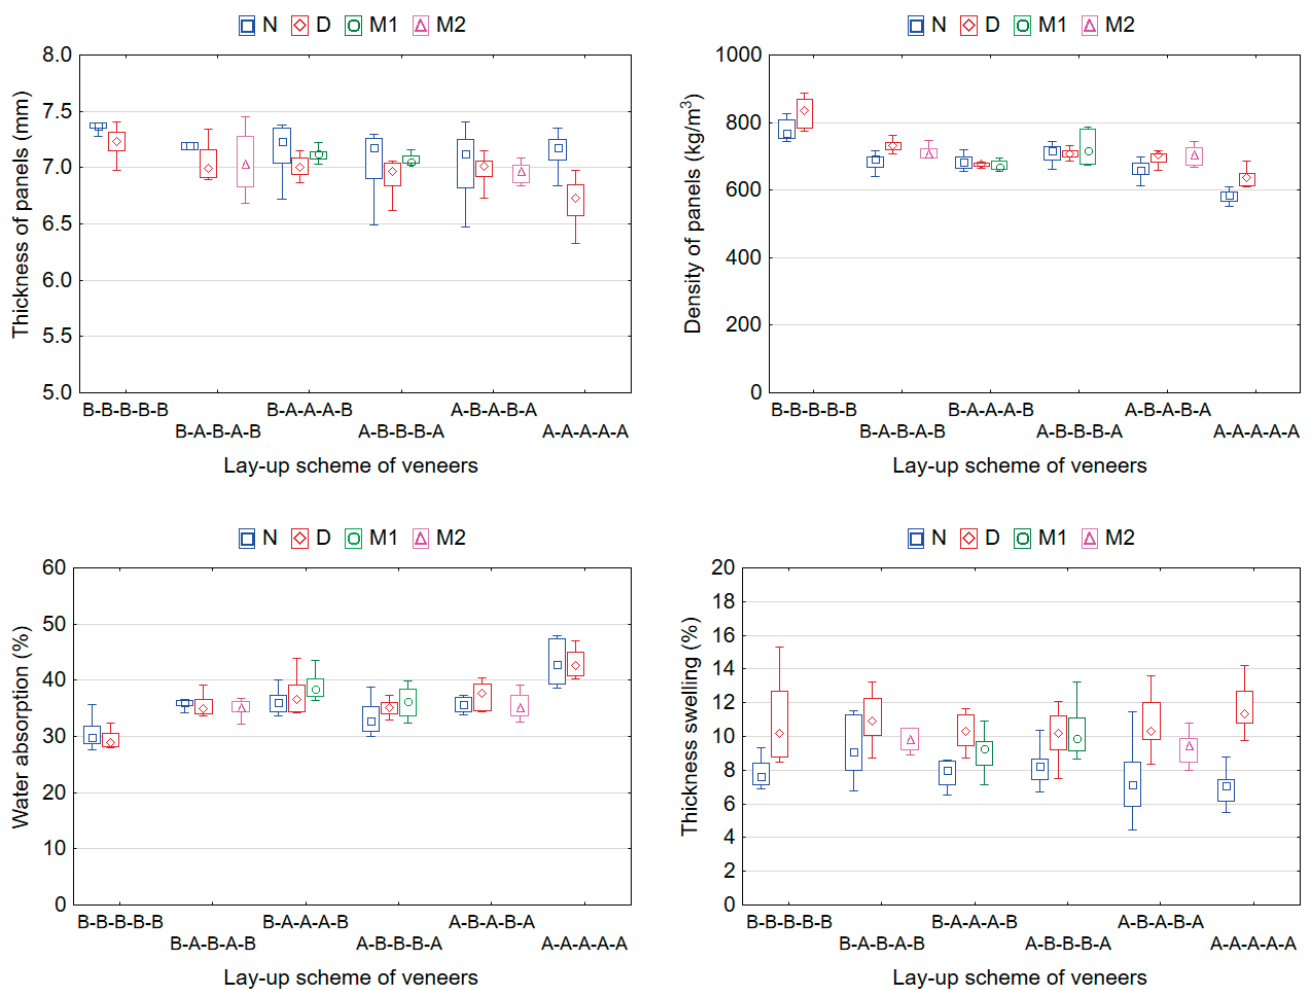 N D M1 M2
Thickness of panels (mm)
8.0
7.5
7.0
6.5
6.0
5.5
5.0
B-B-B-B-B B-A-A-A-B A-B-A-B-A
B-A-B-A-B A-B-B-B-A A-A-A-A-A
Lay-up scheme of veneers
N D M1 M2
Density of panels (kg/m³)
1000
800
600
400
200
0
B-B-B-B-B B-A-A-A-B A-B-A-B-A
B-A-B-A-B A-B-B-B-A A-A-A-A-A
Lay-up scheme of veneers
N D M1 M2
Water absorption (%)
60
50
40
30
20
10
0
B-B-B-B-B B-A-A-A-B A-B-A-B-A
B-A-B-A-B A-B-B-B-A A-A-A-A-A
Lay-up scheme of veneers
N D M1 M2
Thickness swelling (%)
20
18
16
14
12
10
8
6
4
2
0
B-B-B-B-B B-A-A-A-B A-B-A-B-A
B-A-B-A-B A-B-B-B-A A-A-A-A-A
Lay-up scheme of veneers